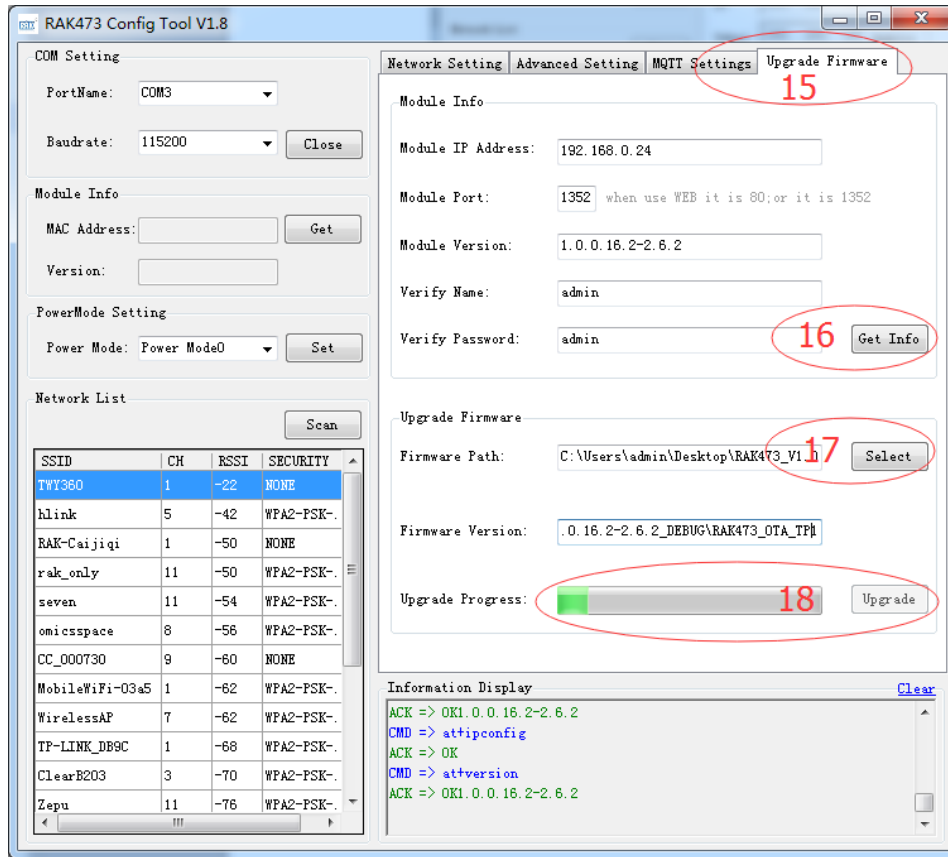 RAK473 Config Tool V1.8
COM Setting
PortName: COM3
Baudrate: 115200 Close
Module Info
MAC Address: Get
Version:
PowerMode Setting
Power Mode: Power Mode0 Set
Network List
Scan
SSID CH RSSI SECURITY
TWY360 1 -22 NONE
hlink 5 -42 WPA2-PSK-.
RAK-Caijiqi 1 -50 NONE
rak_only 11 -50 WPA2-PSK-.
seven 11 -54 WPA2-PSK-.
omicsspace 8 -56 WPA2-PSK-.
CC_000730 9 -60 NONE
MobileWiFi-03a5 1 -62 WPA2-PSK-.
WirelessAP 7 -62 WPA2-PSK-.
TP-LINK_DB9C 1 -68 WPA2-PSK-.
ClearB203 3 -70 WPA2-PSK-.
Zepu 11 -76 WPA2-PSK-.
Network Setting Advanced Setting MQTT Settings Upgrade Firmware
15
Module Info
Module IP Address: 192.168.0.24
Module Port: 1352 when use WEB it is 80;or it is 1352
Module Version: 1.0.0.16.2-2.6.2
Verify Name: admin
Verify Password: admin 16 Get Info
Upgrade Firmware
Firmware Path: C:\Users\admin\Desktop\RAK473_V1.0 17 Select
Firmware Version: .0.16.2-2.6.2_DEBUG\RAK473_OTA_TP
Upgrade Progress: 18 Upgrade
Information Display Clear
ACK => OK1.0.0.16.2-2.6.2
CMD => at+ipconfig
ACK => OK
CMD => at+version
ACK => OK1.0.0.16.2-2.6.2